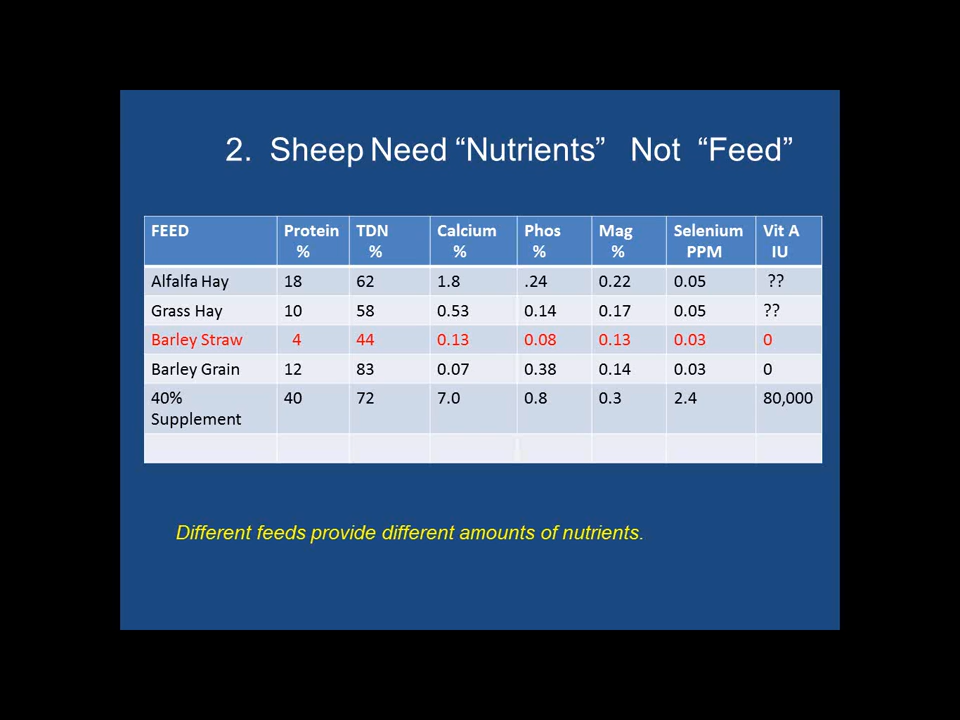 2. Sheep Need “Nutrients” Not “Feed”
FEED Protein % TDN % Calcium % Phos % Mag % Selenium PPM Vit A IU
Alfalfa Hay 18 62 1.8 .24 0.22 0.05 ??
Grass Hay 10 58 0.53 0.14 0.17 0.05 ??
Barley Straw 4 44 0.13 0.08 0.13 0.03 0
Barley Grain 12 83 0.07 0.38 0.14 0.03 0
40% Supplement 40 72 7.0 0.8 0.3 2.4 80,000
Different feeds provide different amounts of nutrients.